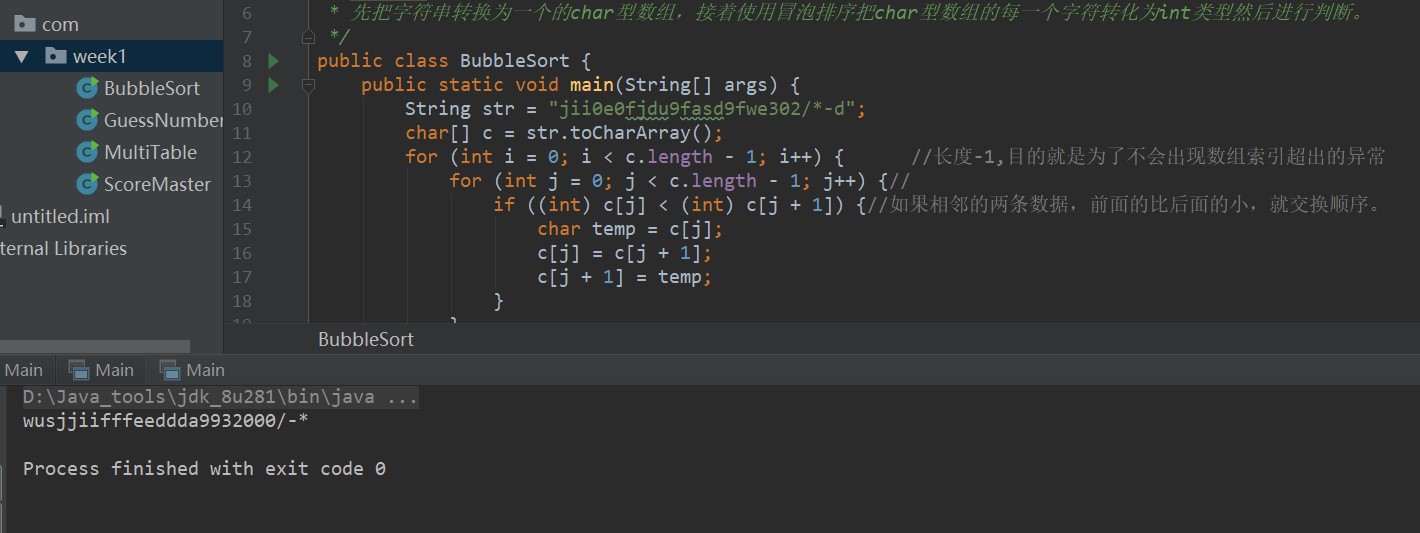 com
week1
BubbleSort
GuessNumber
MultiTable
ScoreMaster
untitled.iml
ternal Libraries
6 * 先把字符串转换为一个的char型数组，接着使用冒泡排序把char型数组的每一个字符转化为int类型然后进行判断。
7 */
8 public class BubbleSort {
9 public static void main(String[] args) {
10 String str = "jii0e0fjdu9fasd9fwe302/*-d";
11 char[] c = str.toCharArray();
12 for (int i = 0; i < c.length - 1; i++) { //长度-1,目的就是为了不会出现数组索引超出的异常
13 for (int j = 0; j < c.length - 1; j++) {//
14 if ((int) c[j] < (int) c[j + 1]) {//如果相邻的两条数据，前面的比后面的小，就交换顺序。
15 char temp = c[j];
16 c[j] = c[j + 1];
17 c[j + 1] = temp;
18 }
BubbleSort
Main Main Main
D:\Java_tools\jdk_8u281\bin\java ...
wusjjiifffeeddda9932000/-*
Process finished with exit code 0